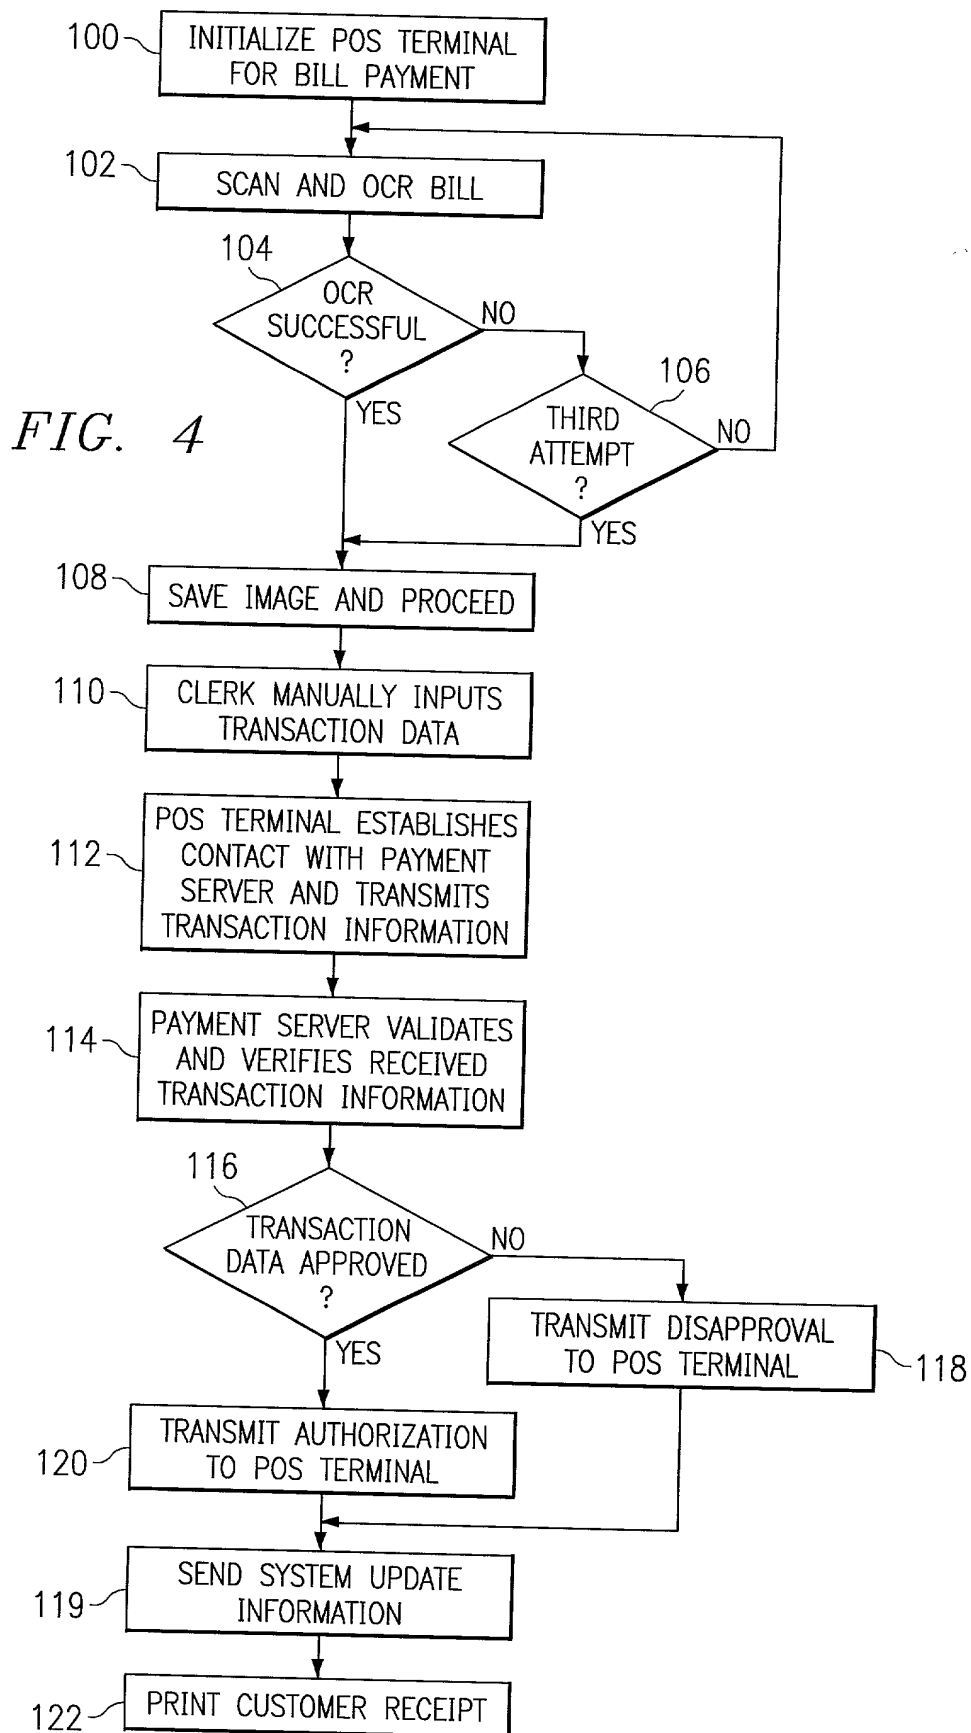 100
INITIALIZE POS TERMINAL
FOR BILL PAYMENT
102
SCAN AND OCR BILL
104
OCR
SUCCESSFUL
?
NO
YES
106
THIRD
ATTEMPT
?
NO
YES
FIG. 4
108
SAVE IMAGE AND PROCEED
110
CLERK MANUALLY INPUTS
TRANSACTION DATA
112
POS TERMINAL ESTABLISHES
CONTACT WITH PAYMENT
SERVER AND TRANSMITS
TRANSACTION INFORMATION
114
PAYMENT SERVER VALIDATES
AND VERIFIES RECEIVED
TRANSACTION INFORMATION
116
TRANSACTION
DATA APPROVED
?
NO
YES
TRANSMIT DISAPPROVAL
TO POS TERMINAL
118
120
TRANSMIT AUTHORIZATION
TO POS TERMINAL
119
SEND SYSTEM UPDATE
INFORMATION
122
PRINT CUSTOMER RECEIPT